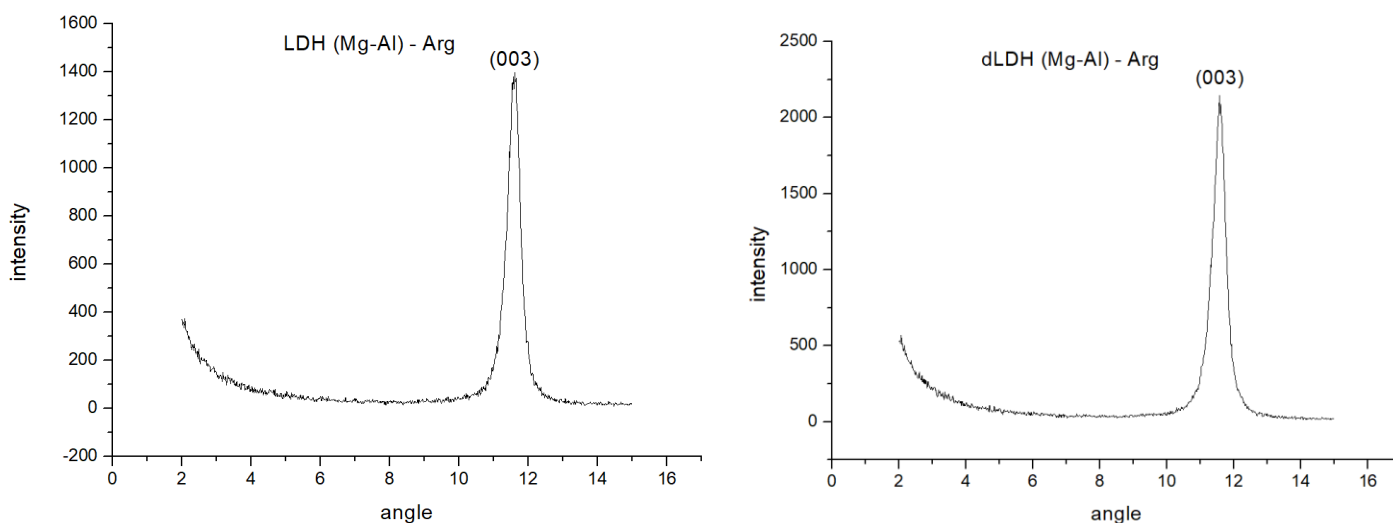 LDH (Mg-Al) - Arg
(003)
1600
1400
1200
1000
800
600
400
200
0
-200
intensity
0 2 4 6 8 10 12 14 16
angle
dLDH (Mg-Al) - Arg
(003)
2500
2000
1500
1000
500
0
intensity
0 2 4 6 8 10 12 14 16
angle